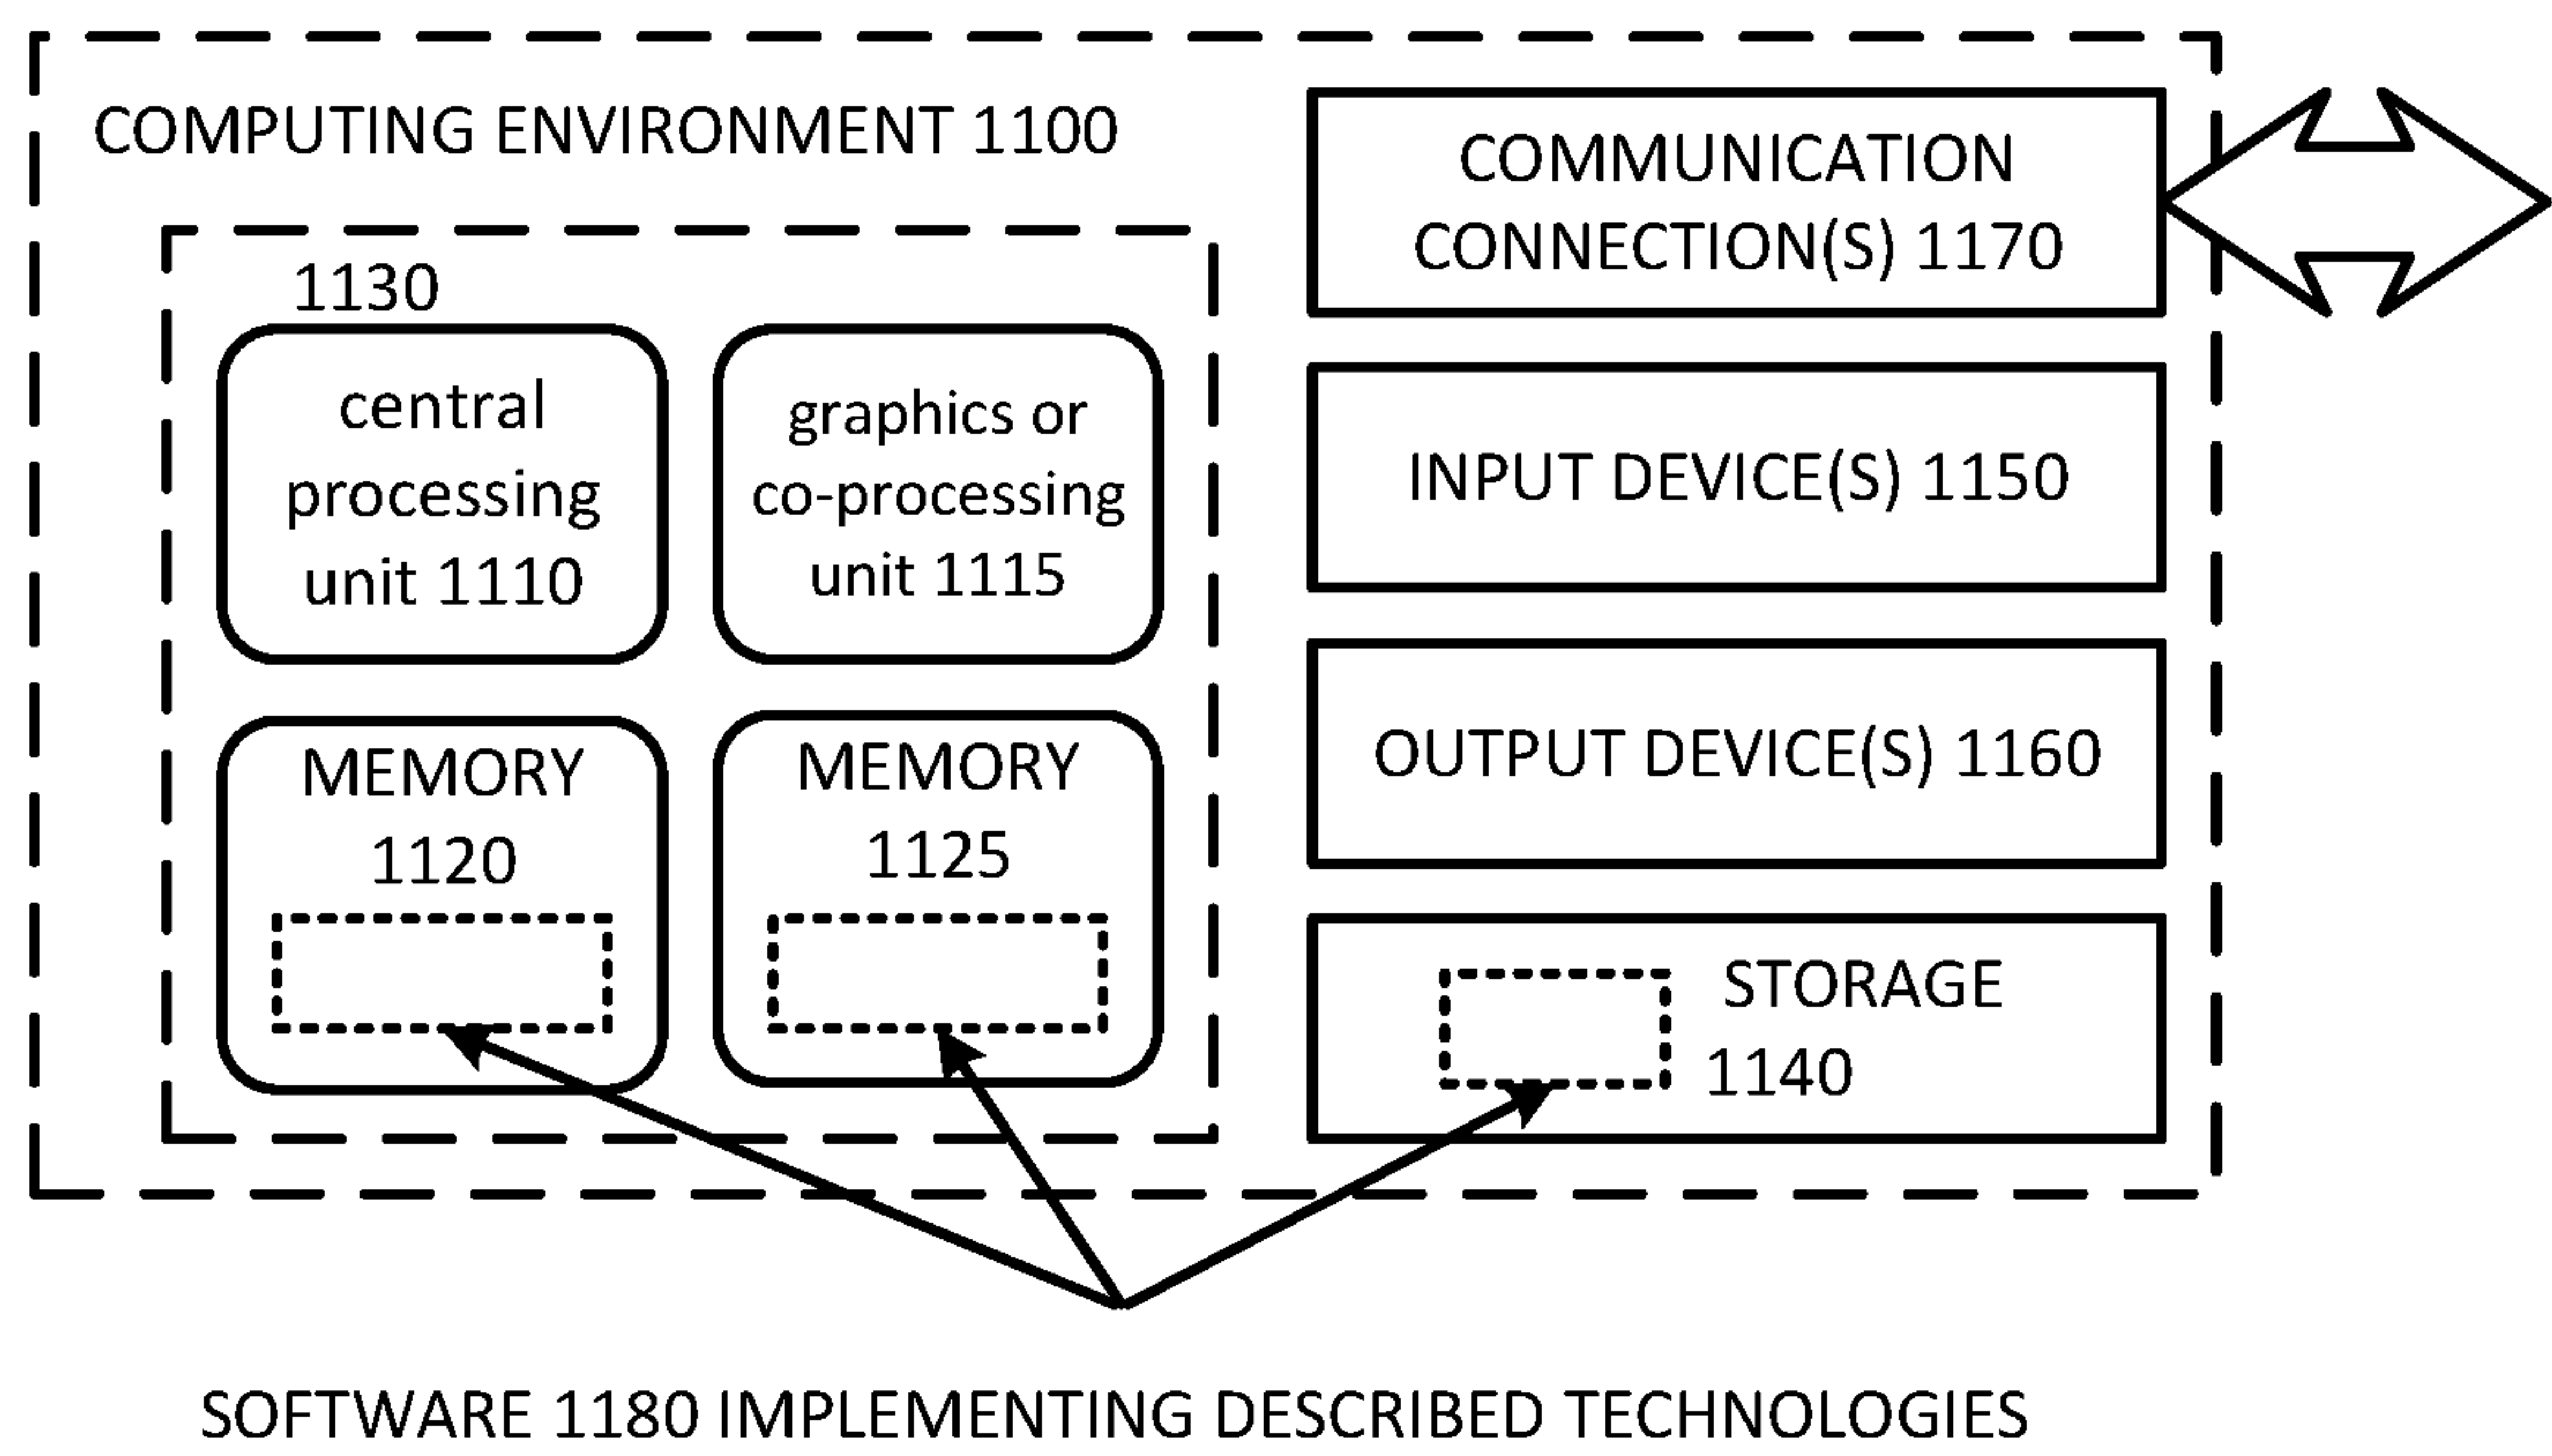 COMPUTING ENVIRONMENT 1100
1130
central
processing
unit 1110
graphics or
co-processing
unit 1115
MEMORY
1120
MEMORY
1125
COMMUNICATION
CONNECTION(S) 1170
INPUT DEVICE(S) 1150
OUTPUT DEVICE(S) 1160
STORAGE
1140
SOFTWARE 1180 IMPLEMENTING DESCRIBED TECHNOLOGIES